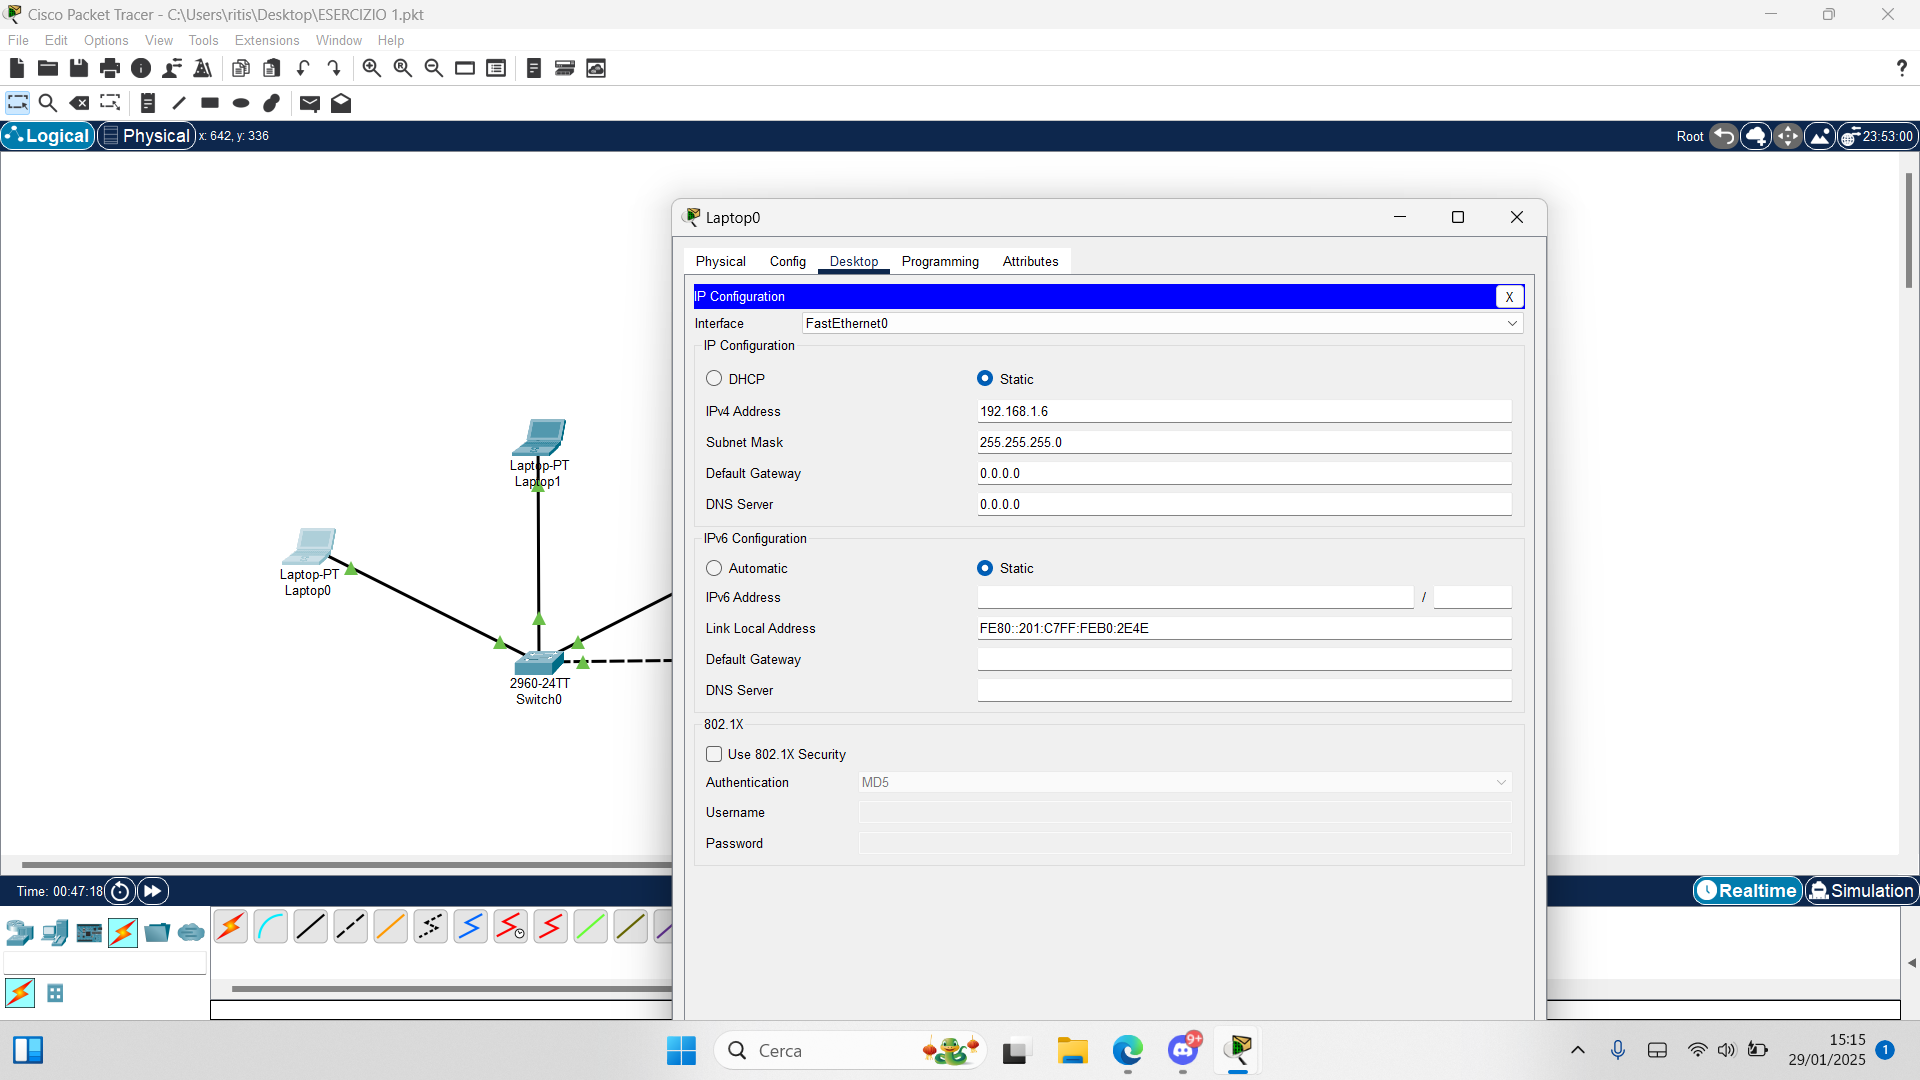 Cisco Packet Tracer - C:\Users\ritis\Desktop\ESERCIZIO 1.pkt
File Edit Options View Tools Extensions Window Help
?
Logical Physical x: 642, y: 336
Root 23:53:00
Laptop0
Physical Config Desktop Programming Attributes
IP Configuration
X
Interface FastEthernet0
IP Configuration
DHCP Static
IPv4 Address 192.168.1.6
Subnet Mask 255.255.255.0
Default Gateway 0.0.0.0
DNS Server 0.0.0.0
IPv6 Configuration
Automatic Static
IPv6 Address /
Link Local Address FE80::201:C7FF:FEB0:2E4E
Default Gateway
DNS Server
802.1X
Use 802.1X Security
Authentication MD5
Username
Password
Laptop-PT
Laptop1
Laptop-PT
Laptop0
2960-24TT
Switch0
Time: 00:47:18
Realtime Simulation
Cerca
9+
15:15
29/01/2025
1